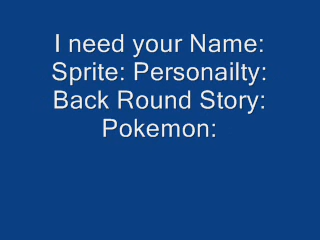 I need your Name:
Sprite: Personailty:
Back Round Story:
Pokemon: